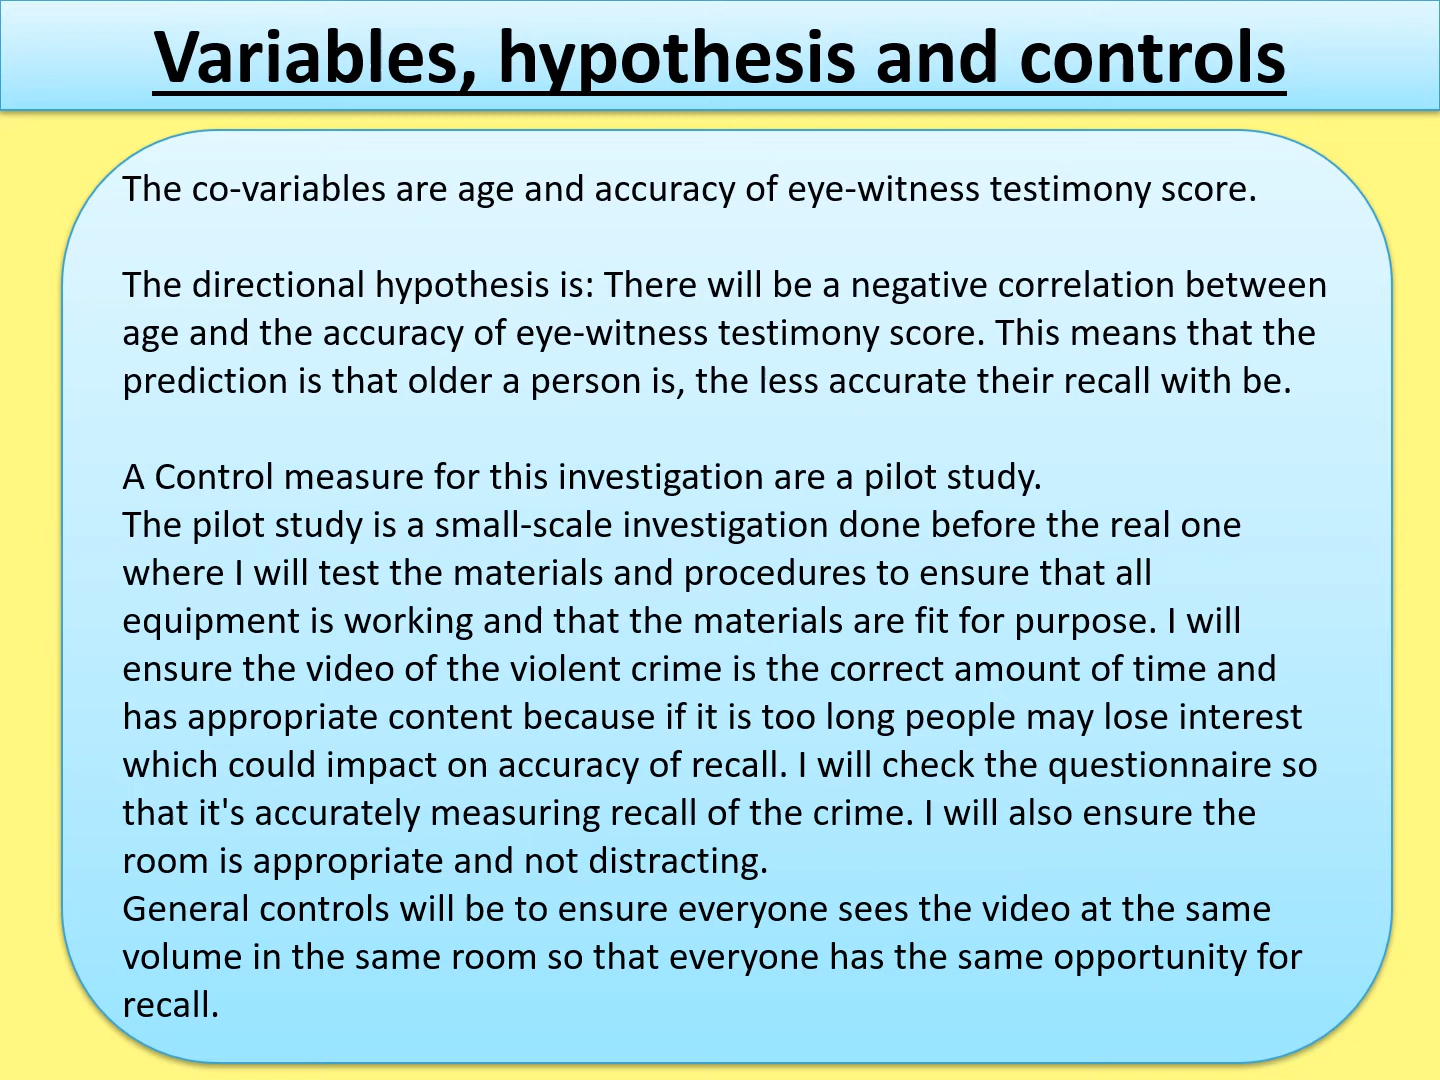 Variables, hypothesis and controls
The co-variables are age and accuracy of eye-witness testimony score.
The directional hypothesis is: There will be a negative correlation between
age and the accuracy of eye-witness testimony score. This means that the
prediction is that older a person is, the less accurate their recall with be.
A Control measure for this investigation are a pilot study.
The pilot study is a small-scale investigation done before the real one
where I will test the materials and procedures to ensure that all
equipment is working and that the materials are fit for purpose. I will
ensure the video of the violent crime is the correct amount of time and
has appropriate content because if it is too long people may lose interest
which could impact on accuracy of recall. I will check the questionnaire so
that it's accurately measuring recall of the crime. I will also ensure the
room is appropriate and not distracting.
General controls will be to ensure everyone sees the video at the same
volume in the same room so that everyone has the same opportunity for
recall.